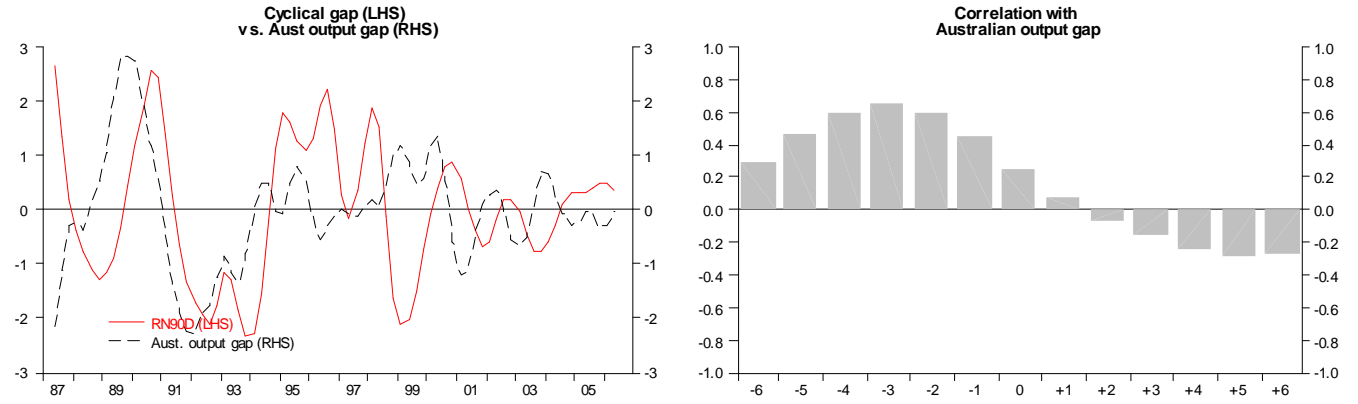 Cyclical gap (LHS)
vs. Aust output gap (RHS)
3 3
2 2
1 1
0 0
-1 -1
-2 -2
-3 -3
RN90D (LHS)
Aust. output gap (RHS)
87 89 91 93 95 97 99 01 03 05
Correlation with
Australian output gap
1.0 1.0
0.8 0.8
0.6 0.6
0.4 0.4
0.2 0.2
0.0 0.0
-0.2 -0.2
-0.4 -0.4
-0.6 -0.6
-0.8 -0.8
-1.0 -1.0
-6 -5 -4 -3 -2 -1 0 +1 +2 +3 +4 +5 +6